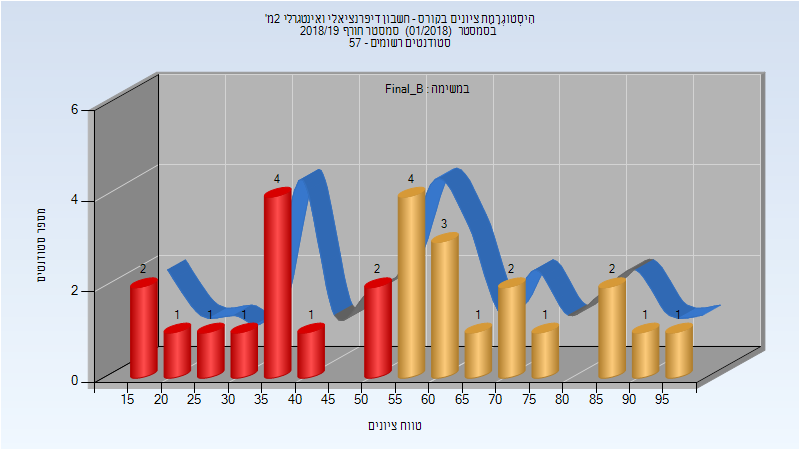 הִיסְטוֹגְרָמַת ציונים בקורס - חשבון דיפרנציאלי ואינטגרלי 2מ'
בסמסטר (01/2018) סמסטר חורף 2018/19
סטודנטים רשומים - 57
במשימה: Final_B
מספר סטודנטים
6
4
2
0
2 1 1 1 4 1 2 4 3 1 2 1 2 1 1
15 20 25 30 35 40 45 50 55 60 65 70 75 80 85 90 95
טווח ציונים